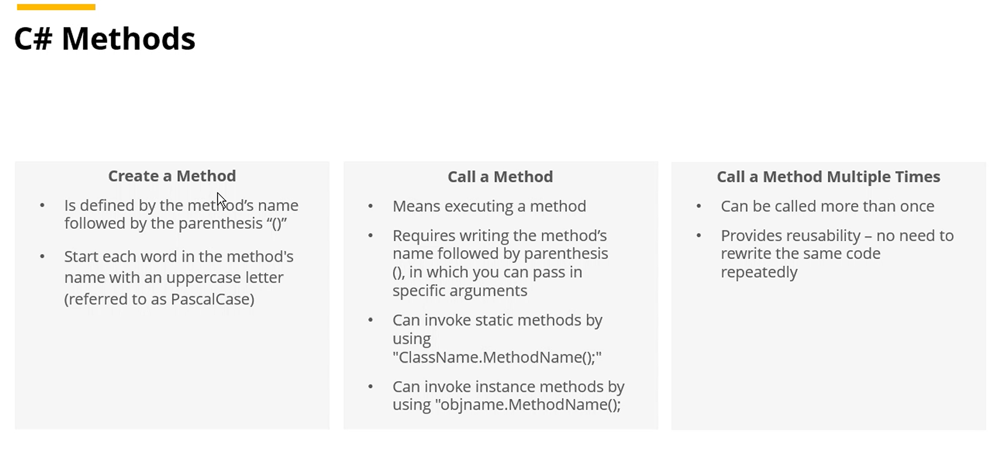 C# Methods
Create a Method
• Is defined by the method’s name
followed by the parenthesis “()”
• Start each word in the method's
name with an uppercase letter
(referred to as PascalCase)
Call a Method
• Means executing a method
• Requires writing the method’s
name followed by parenthesis
(), in which you can pass in
specific arguments
• Can invoke static methods by
using
"ClassName.MethodName();"
• Can invoke instance methods by
using "objname.MethodName();
Call a Method Multiple Times
• Can be called more than once
• Provides reusability – no need to
rewrite the same code
repeatedly